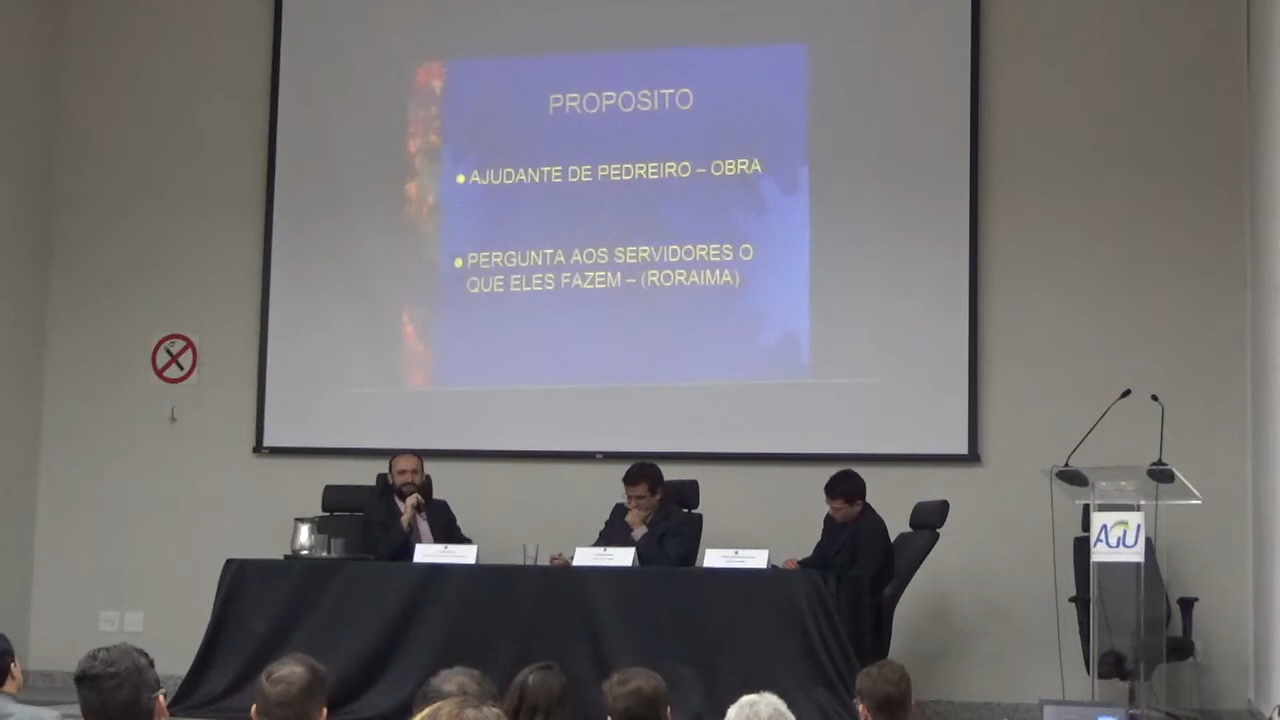 PROPOSITO
AJUDANTE DE PEDREIRO – OBRA
PERGUNTA AOS SERVIDORES O
QUE ELES FAZEM – (RORAIMA)
AGU